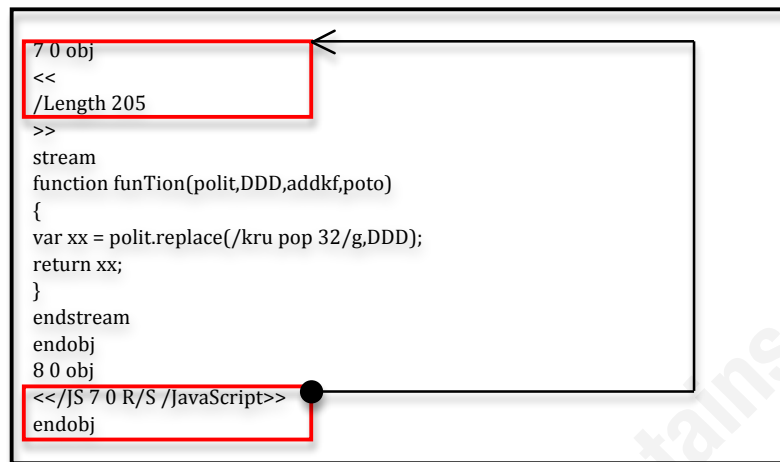 7 0 obj
<<
/Length 205
>>
stream
function funTion(polit,DDD,addkf,poto)
{
var xx = polit.replace(/kru pop 32/g,DDD);
return xx;
}
endstream
endobj
8 0 obj
<</JS 7 0 R/S /JavaScript>>
endobj
tains